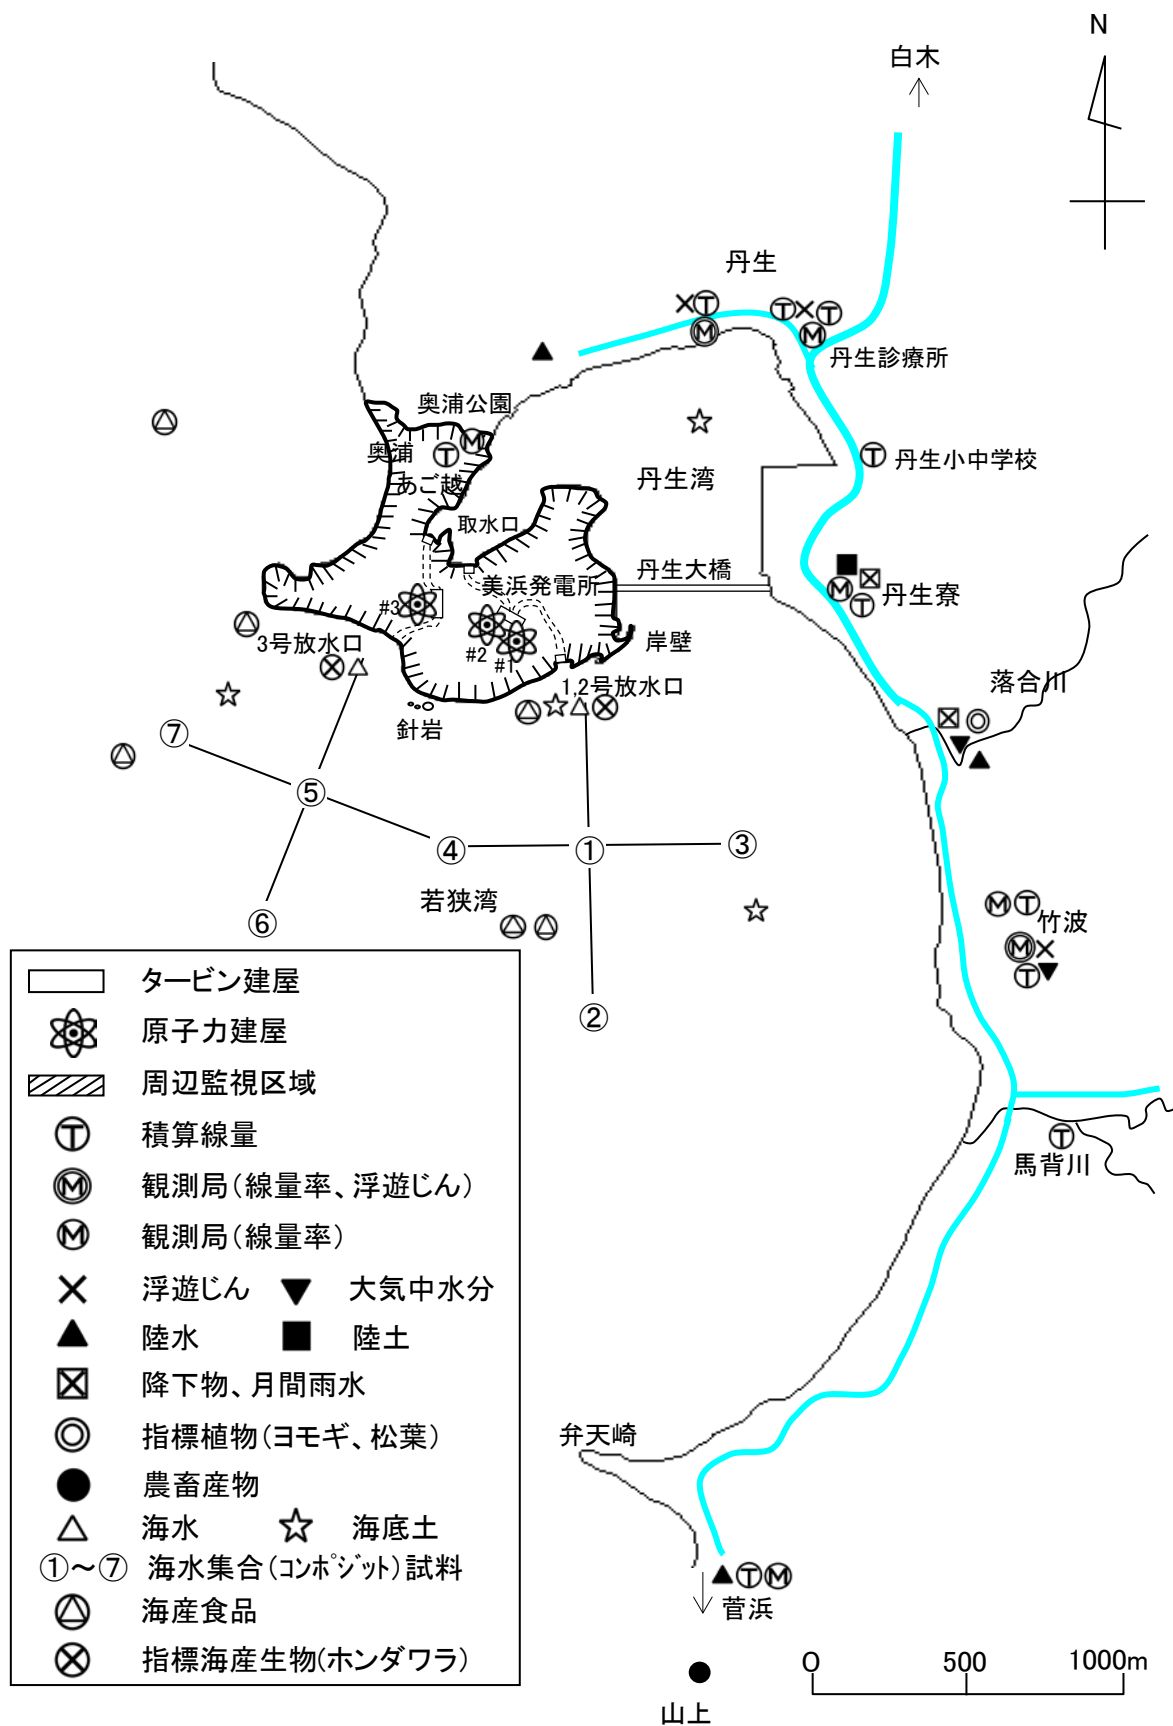 N
白木
丹生
丹生診療所
奥浦公園
奥浦
あご越
丹生小中学校
丹生湾
取水口
美浜発電所
丹生大橋
丹生寮
#3
#2
#1
3号放水口
岸壁
1,2号放水口
落合川
針岩
⑦
⑤
④
①
③
⑥
②
若狭湾
竹波
馬背川
タービン建屋
原子力建屋
周辺監視区域
Ⓣ 積算線量
Ⓜ 観測局(線量率、浮遊じん)
Ⓜ 観測局(線量率)
浮遊じん 大気中水分
陸水 陸土
降下物、月間雨水
指標植物(ヨモギ、松葉)
農畜産物
海水 海底土
①～⑦ 海水集合(コンポジット)試料
海産食品
指標海産生物(ホンダワラ)
弁天崎
菅浜
山上
0 500 1000m